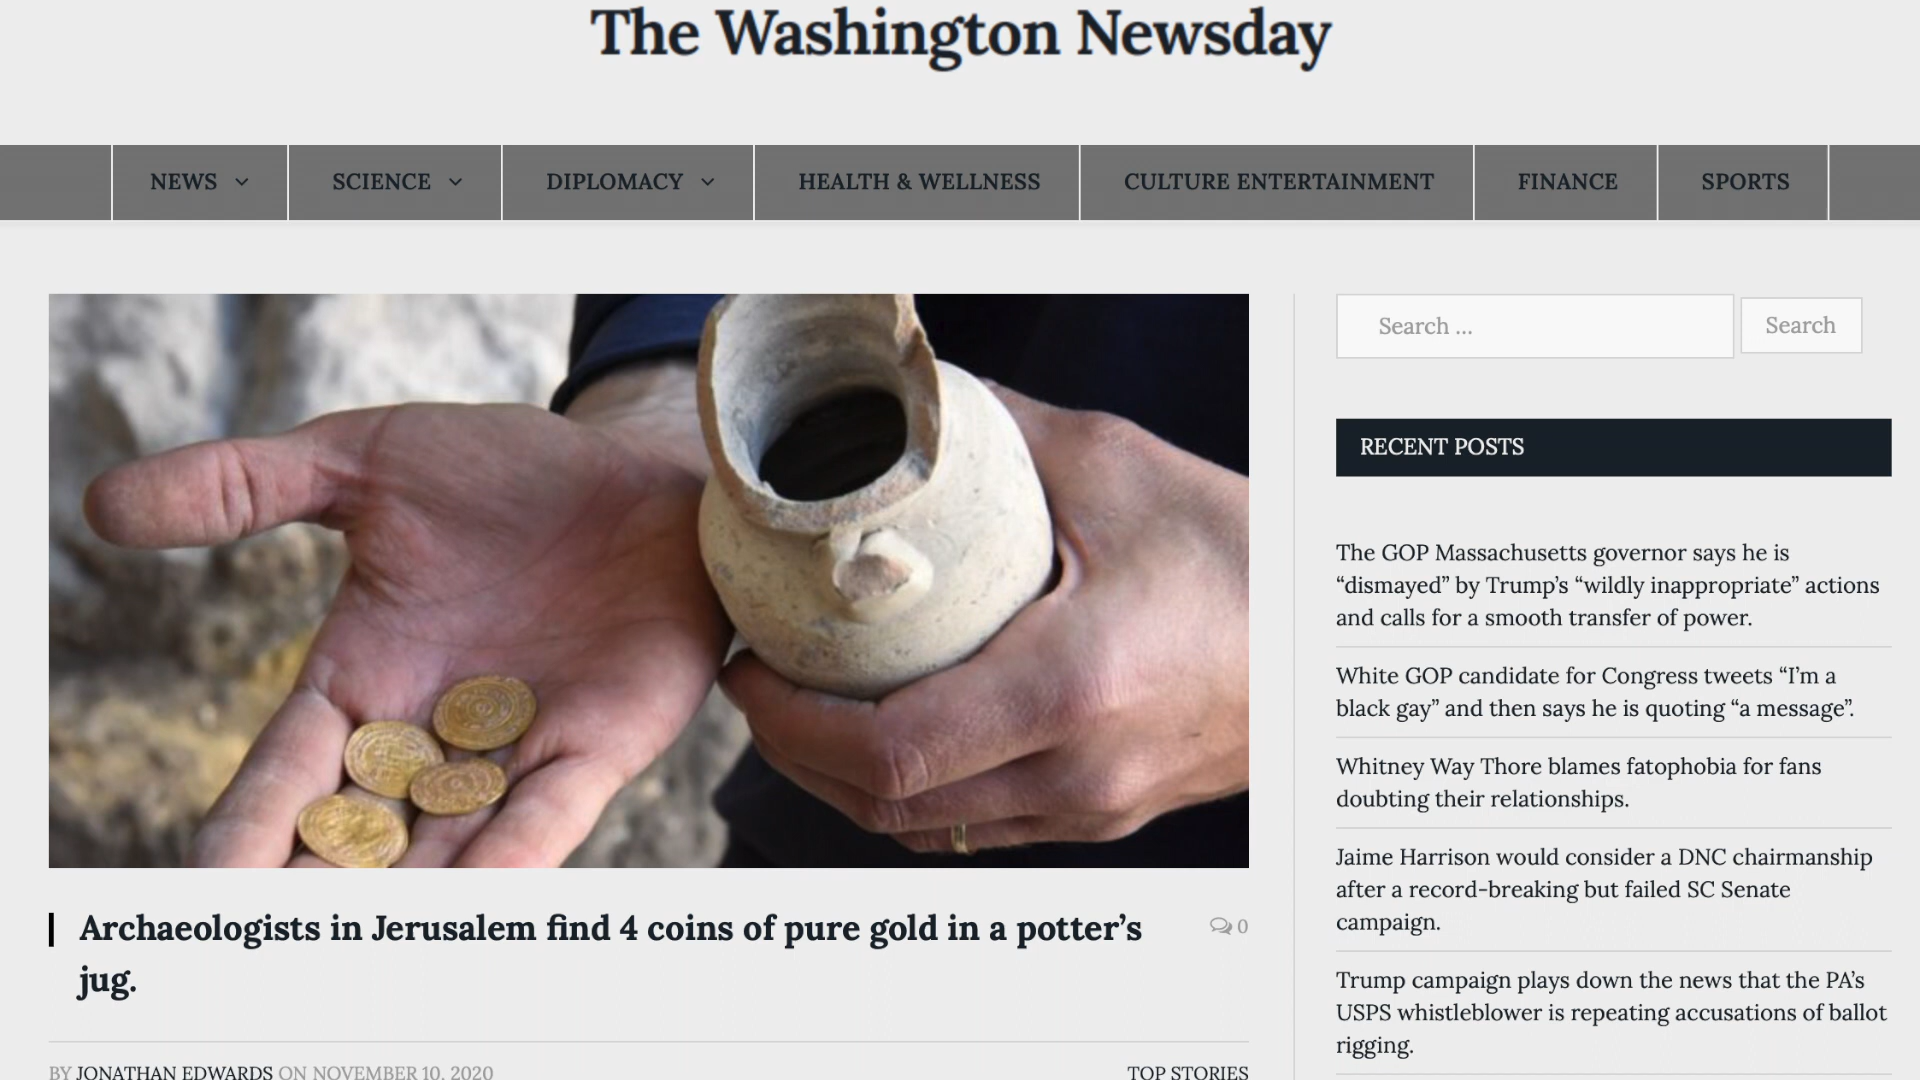 The Washington Newsday
NEWS
SCIENCE
DIPLOMACY
HEALTH & WELLNESS
CULTURE ENTERTAINMENT
FINANCE
SPORTS
Search ...
Search
RECENT POSTS
The GOP Massachusetts governor says he is
“dismayed” by Trump’s “wildly inappropriate” actions
and calls for a smooth transfer of power.
White GOP candidate for Congress tweets “I’m a
black gay” and then says he is quoting “a message”.
Whitney Way Thore blames fatophobia for fans
doubting their relationships.
Jaime Harrison would consider a DNC chairmanship
after a record-breaking but failed SC Senate
campaign.
Trump campaign plays down the news that the PA’s
USPS whistleblower is repeating accusations of ballot
rigging.
Archaeologists in Jerusalem find 4 coins of pure gold in a potter’s
jug.
0
BY JONATHAN EDWARDS ON NOVEMBER 10, 2020
TOP STORIES